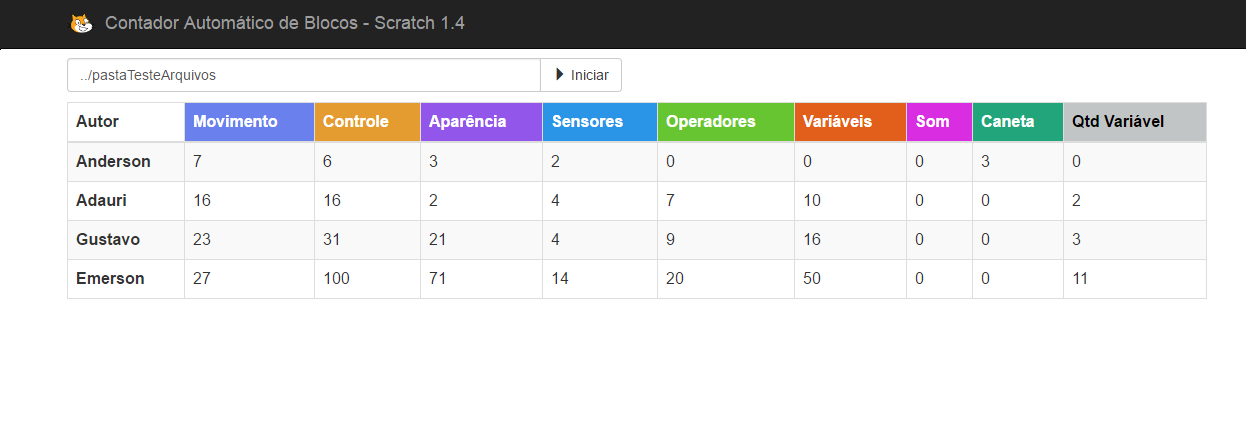 Contador Automático de Blocos - Scratch 1.4
../pastaTesteArquivos Iniciar
Autor Movimento Controle Aparência Sensores Operadores Variáveis Som Caneta Qtd Variável
Anderson 7 6 3 2 0 0 0 3 0
Adauri 16 16 2 4 7 10 0 0 2
Gustavo 23 31 21 4 9 16 0 0 3
Emerson 27 100 71 14 20 50 0 0 11